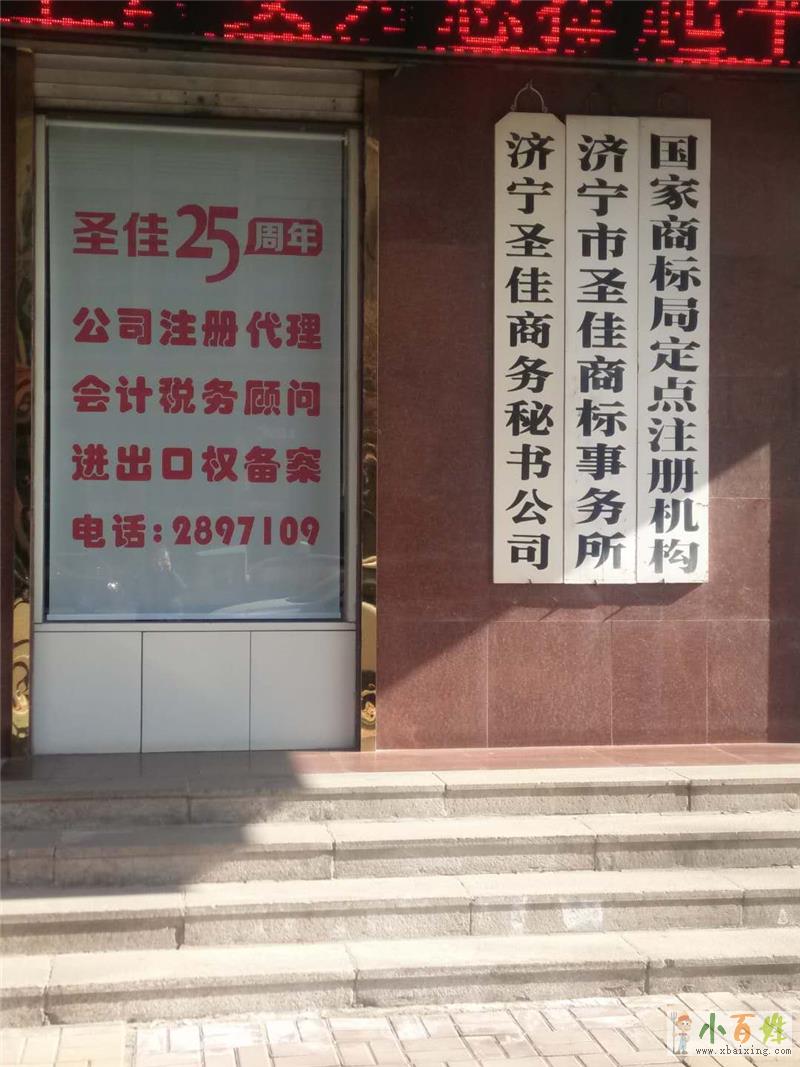 圣佳25周年
公司注册代理
会计税务顾问
进出口权备案
电话:2897109
国家商标局定点注册机构
济宁市圣佳商标事务所
济宁圣佳商务秘书公司
小百姓
www.xbaixing.com